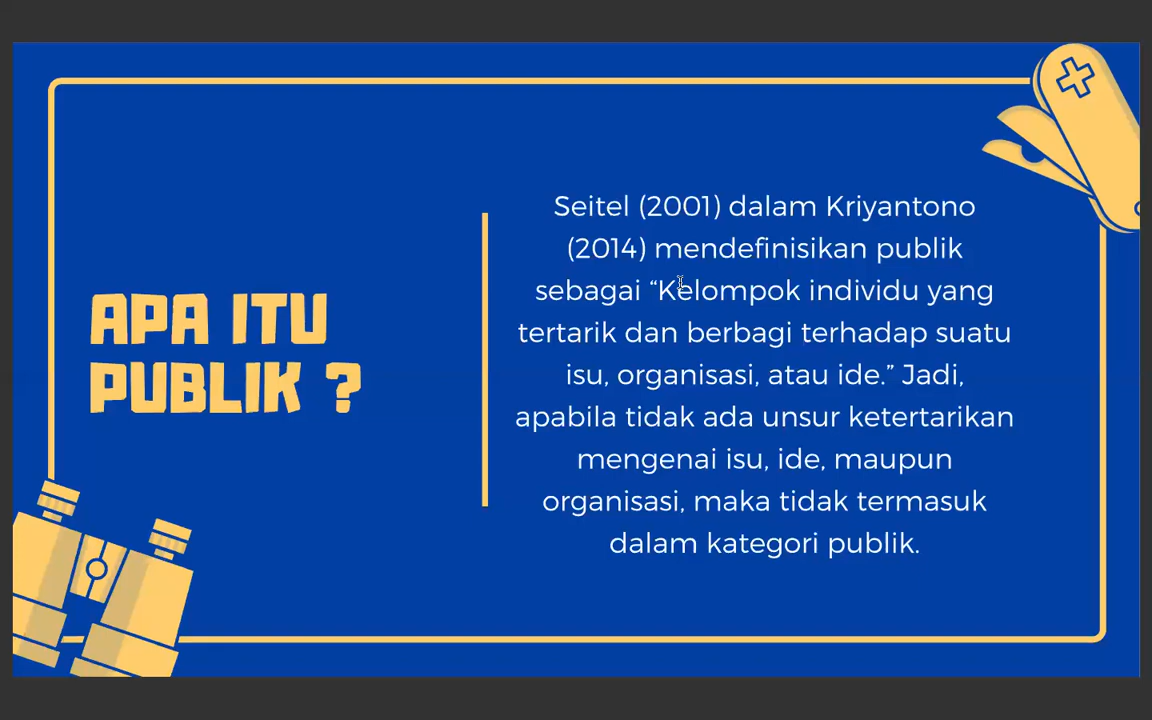 APA ITU
PUBLIK ?
Seitel (2001) dalam Kriyantono
(2014) mendefinisikan publik
sebagai “Kelompok individu yang
tertarik dan berbagi terhadap suatu
isu, organisasi, atau ide.” Jadi,
apabila tidak ada unsur ketertarikan
mengenai isu, ide, maupun
organisasi, maka tidak termasuk
dalam kategori publik.